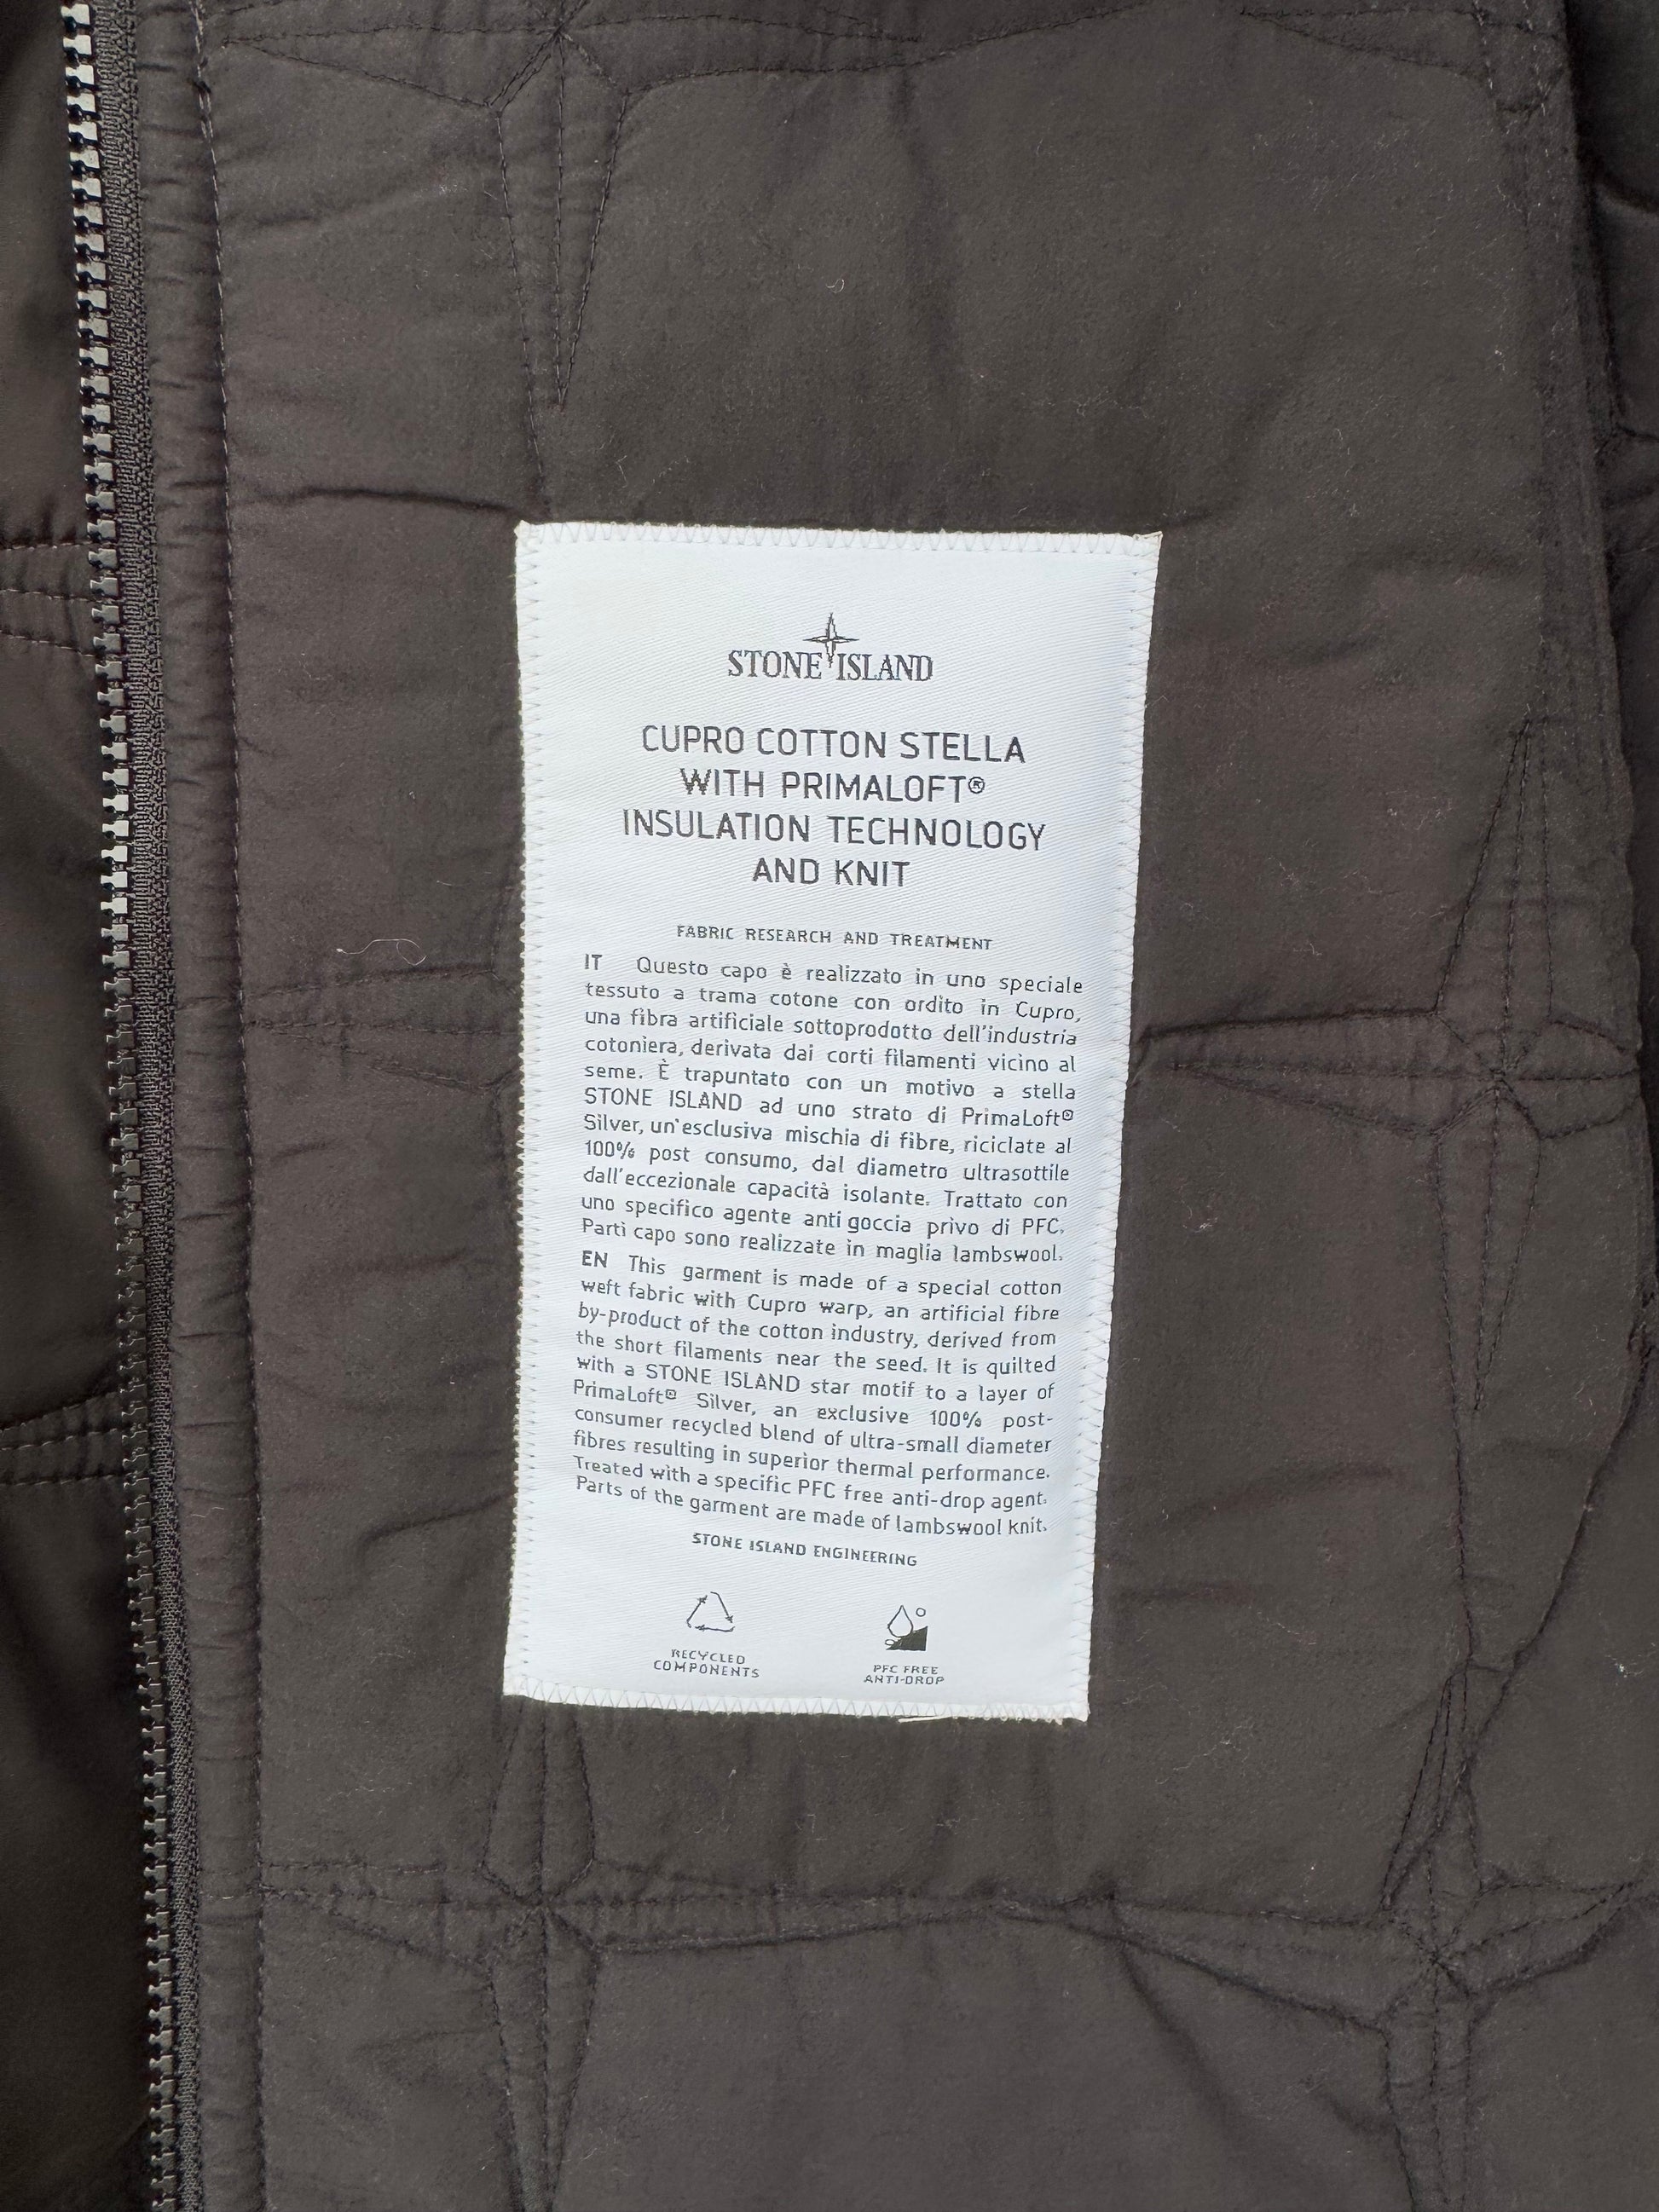 STONE ISLAND
CUPRO COTTON STELLA
WITH PRIMALOFT®
INSULATION TECHNOLOGY
AND KNIT
FABRIC RESEARCH AND TREATMENT
IT Questo capo è realizzato in uno speciale
tessuto a trama cotone con ordito in Cupro,
una fibra artificiale sottoprodotto dell'industria
cotoniera, derivata dai corti filamenti vicino al
seme. È trapuntato con un motivo a stella
STONE ISLAND ad uno strato di PrimaLoft®
Silver, un'esclusiva mischia di fibre, riciclate al
100% post consumo, dal diametro ultrasottile
dall'eccezionale capacità isolante. Trattato con
uno specifico agente anti goccia privo di PFC.
Parti capo sono realizzate in maglia lambswool.
EN This garment is made of a special cotton
weft fabric with Cupro warp, an artificial fibre
by-product of the cotton industry, derived from
the short filaments near the seed. It is quilted
with a STONE ISLAND star motif to a layer of
PrimaLoft® Silver, an exclusive 100% post-
consumer recycled blend of ultra-small diameter
fibres resulting in superior thermal performance.
Treated with a specific PFC free anti-drop agent.
Parts of the garment are made of lambswool knit.
STONE ISLAND ENGINEERING
RECYCLED
COMPONENTS
PFC FREE
ANTI-DROP